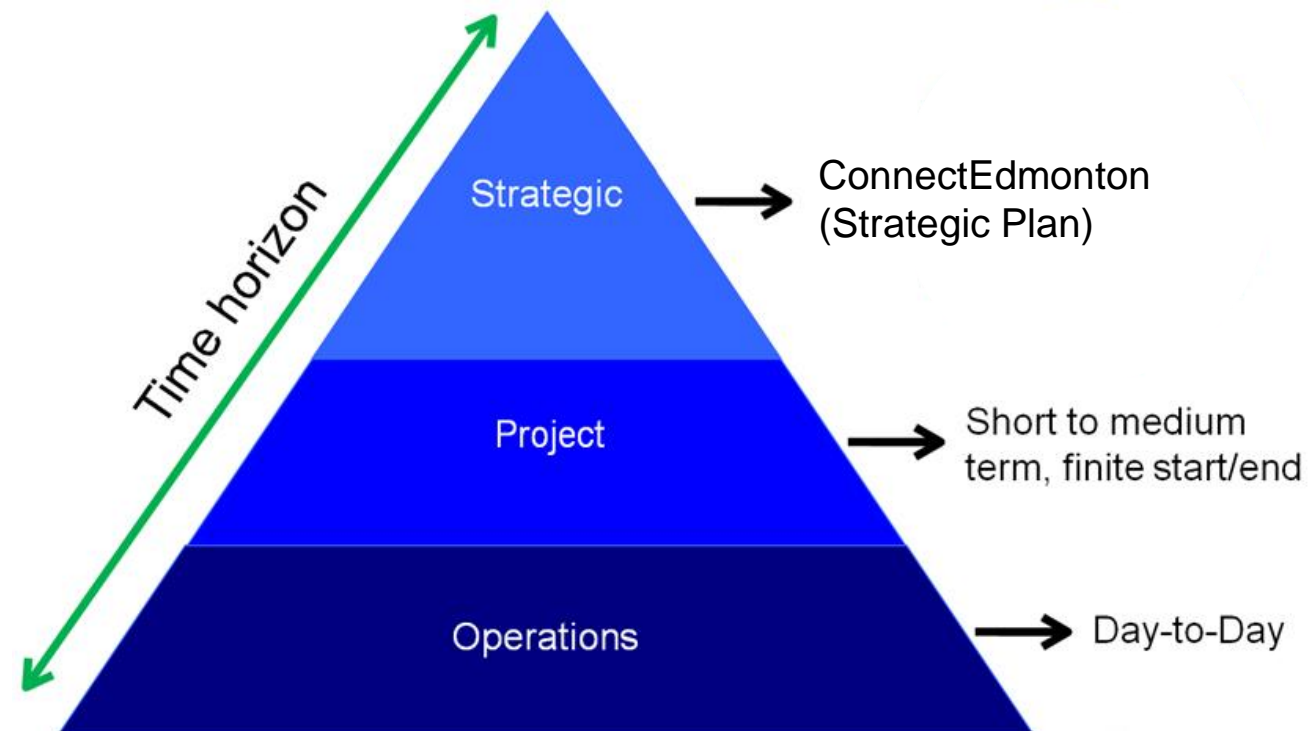 Time horizon
Strategic
ConnectEdmonton
(Strategic Plan)
Project
Short to medium
term, finite start/end
Operations
Day-to-Day